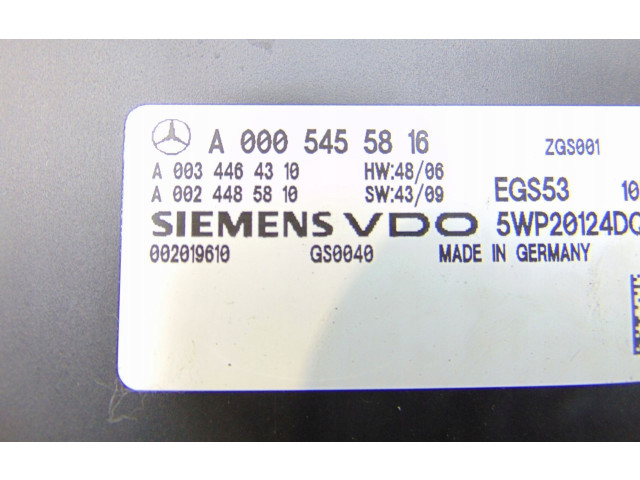 A 000 545 58 16 ZGS001
A 003 446 43 10 HW:48/06
A 002 448 58 10 SW:43/09 EGS53 10
SIEMENS VDO 5WP20124DC
002019610 GS0040 MADE IN GERMANY